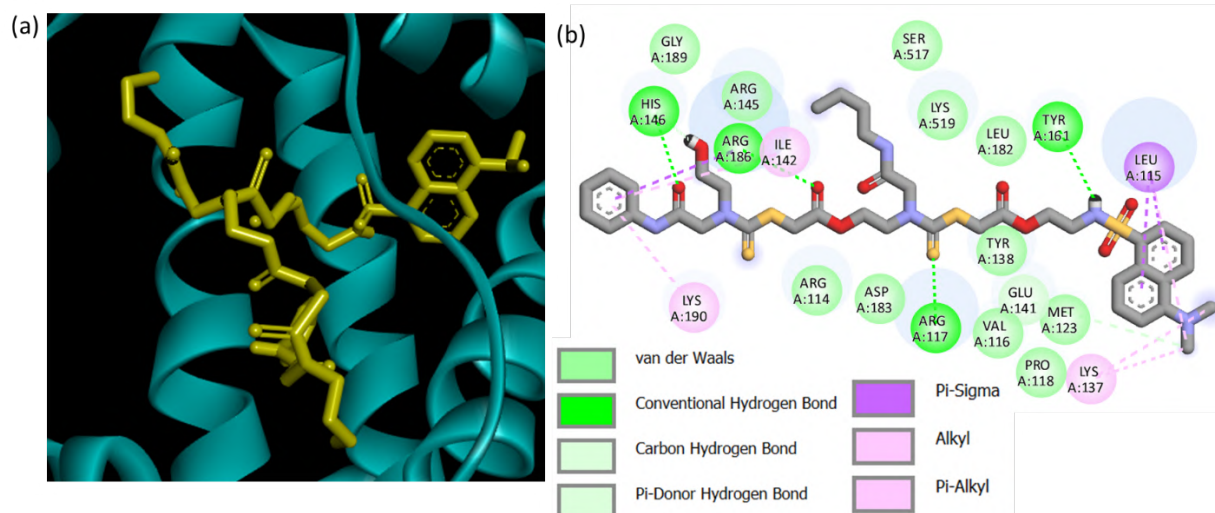 (a)
(b)
GLY
A:189
SER
A:517
ARG
A:145
HIS
A:146
LYS
A:519
TYR
A:161
ARG
A:186
ILE
A:142
LEU
A:182
LEU
A:115
TYR
A:138
LYS
A:190
ARG
A:114
ASP
A:183
GLU
A:141
MET
A:123
ARG
A:117
VAL
A:116
PRO
A:118
LYS
A:137
van der Waals
Conventional Hydrogen Bond
Carbon Hydrogen Bond
Pi-Donor Hydrogen Bond
Pi-Sigma
Alkyl
Pi-Alkyl